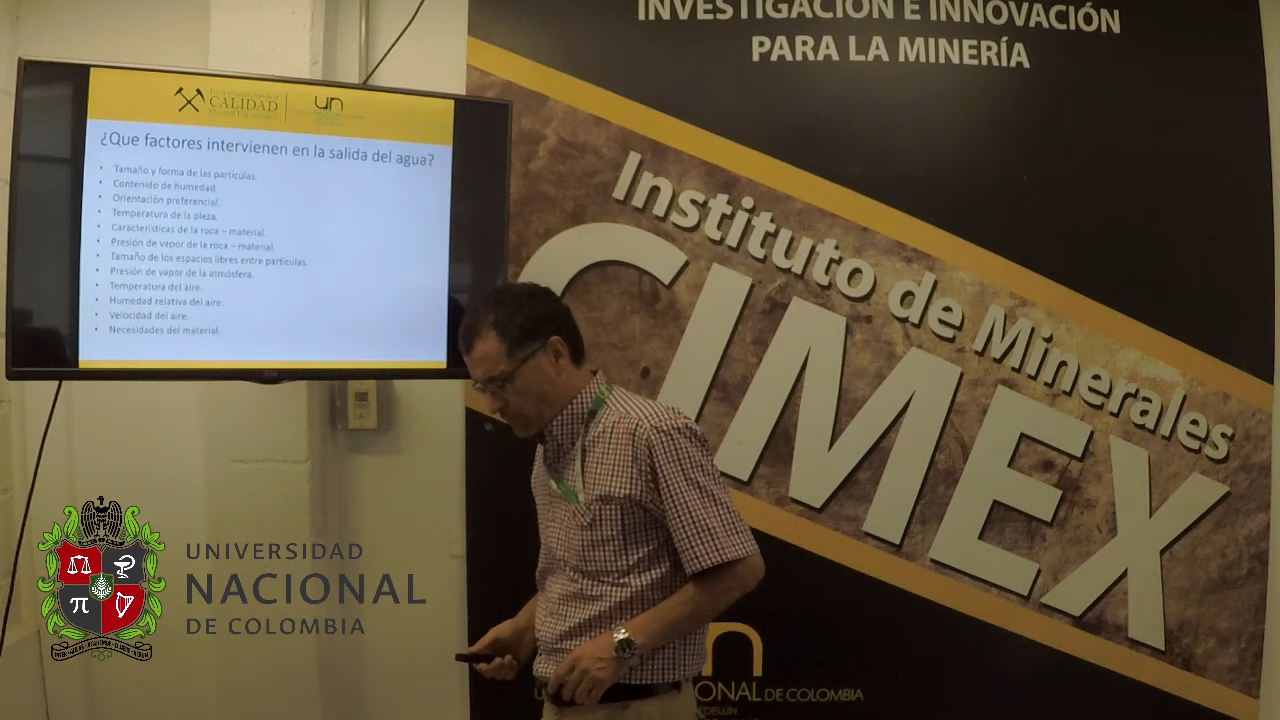 INVESTIGACIÓN E INNOVACIÓN
PARA LA MINERÍA
CALIDAD
un
¿Que factores intervienen en la salida del agua?
• Tamaño y forma de las partículas.
• Contenido de humedad.
• Orientación preferencial.
• Temperatura de la pieza.
• Características de la roca – material.
• Presión de vapor de la roca – material.
• Tamaño de los espacios libres entre partículas.
• Presión de vapor de la atmósfera.
• Temperatura del aire.
• Humedad relativa del aire.
• Velocidad del aire.
• Necesidades del material.
Instituto de Minerales
CIMEX
UNIVERSIDAD
NACIONAL
DE COLOMBIA
π
ONAL DE COLOMBIA